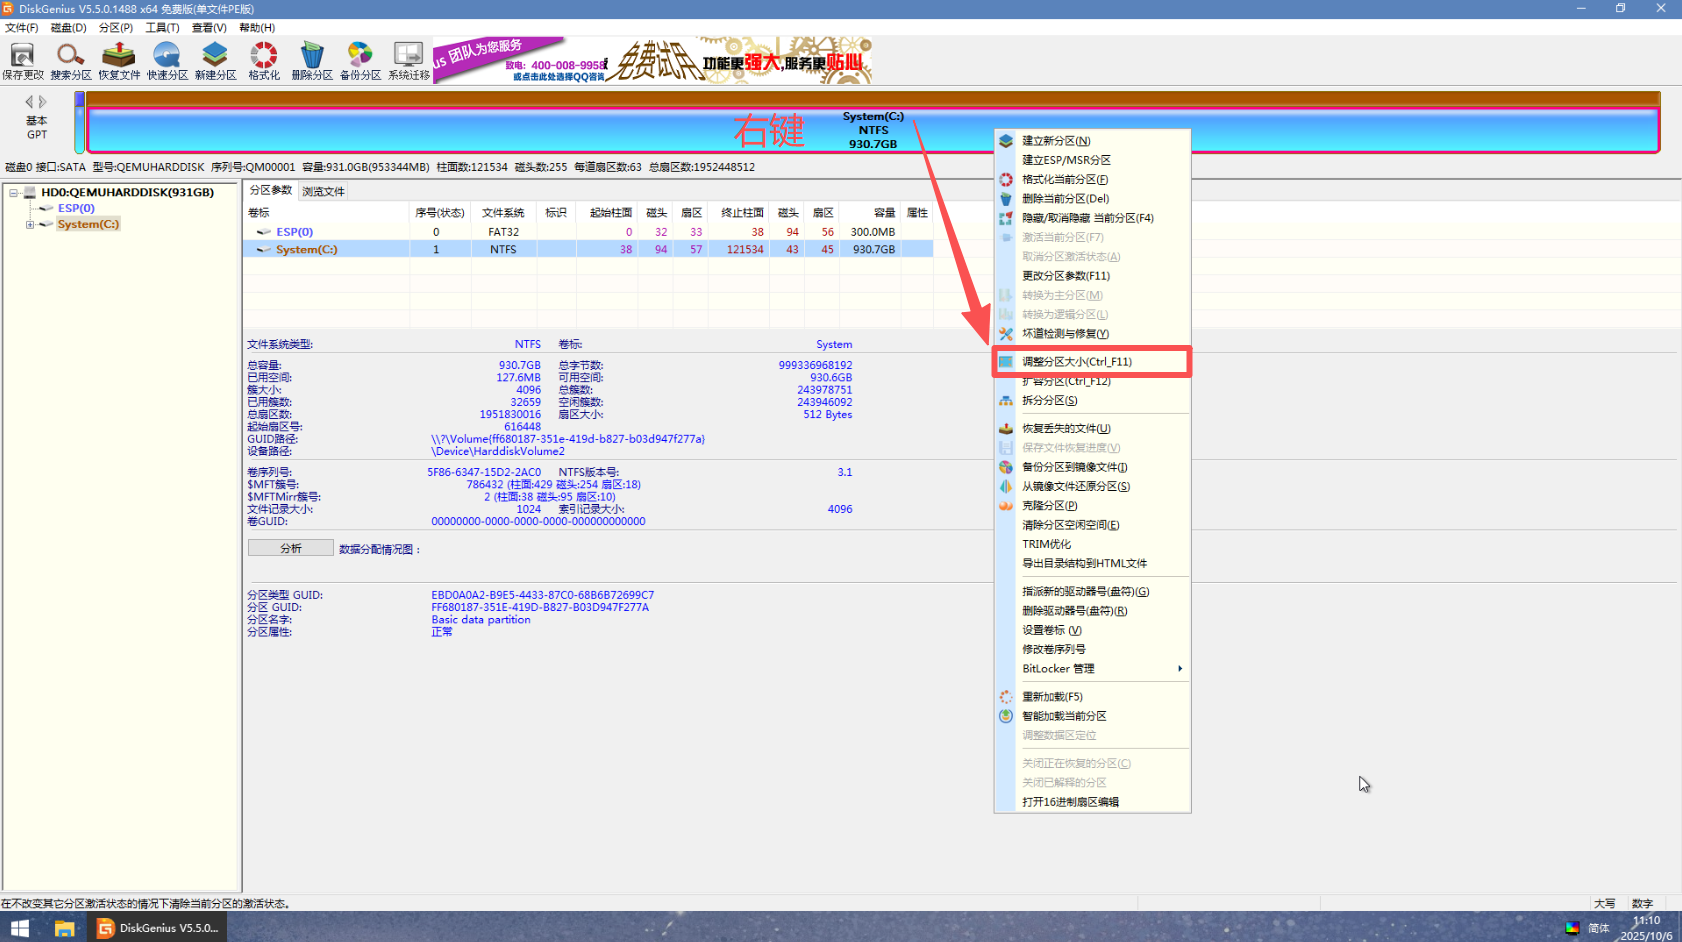 DiskGenius V5.5.0.1488 x64 免费版(单文件PE版)
文件(F) 磁盘(D) 分区(P) 工具(T) 查看(V) 帮助(H)
保存更改 搜索分区 恢复文件 快速分区 新建分区 格式化 删除分区 备份分区 系统迁移
us 团队为您服务
致电: 400-008-9958
或点击此处选择QQ咨询
免费试用
功能更强大,服务更贴心
基本
GPT
右键
System(C:)
NTFS
930.7GB
磁盘0 接口:SATA 型号:QEMUHARDDISK 序列号:QM00001 容量:931.0GB(953344MB) 柱面数:121534 磁头数:255 每道扇区数:63 总扇区数:1952448512
HD0:QEMUHARDDISK(931GB)
ESP(0)
System(C:)
分区参数 浏览文件
卷标 序号(状态) 文件系统 标识 起始柱面 磁头 扇区 终止柱面 磁头 扇区 容量 属性
ESP(0) 0 FAT32 0 32 33 38 94 56 300.0MB
System(C:) 1 NTFS 38 94 57 121534 43 45 930.7GB
文件系统类型: NTFS 卷标: System
总容量: 930.7GB 总字节数: 999336968192
已用空间: 127.6MB 可用空间: 930.6GB
簇大小: 4096 总簇数: 243978751
已用簇数: 32659 空闲簇数: 243946092
总扇区数: 1951830016 扇区大小: 512 Bytes
起始扇区号: 616448
GUID路径: \\?\Volume{ff680187-351e-419d-b827-b03d947f277a}
设备路径: \Device\HarddiskVolume2
卷序列号: 5F86-6347-15D2-2AC0 NTFS版本号: 3.1
$MFT簇号: 786432 (柱面:429 磁头:254 扇区:18)
$MFTMirr簇号: 2 (柱面:38 磁头:95 扇区:10)
文件记录大小: 1024 索引记录大小: 4096
卷GUID: 00000000-0000-0000-0000-000000000000
分析 数据分配情况图：
分区类型 GUID: EBD0A0A2-B9E5-4433-87C0-68B6B72699C7
分区 GUID: FF680187-351E-419D-B827-B03D947F277A
分区名字: Basic data partition
分区属性: 正常
建立新分区(N)
建立ESP/MSR分区
格式化当前分区(F)
删除当前分区(Del)
隐藏/取消隐藏 当前分区(F4)
激活当前分区(F7)
取消分区激活状态(A)
更改分区参数(F11)
转换为主分区(M)
转换为逻辑分区(L)
坏道检测与修复(Y)
调整分区大小(Ctrl_F11)
扩容分区(Ctrl_F12)
拆分分区(S)
恢复丢失的文件(U)
保存文件恢复进度(V)
备份分区到镜像文件(I)
从镜像文件还原分区(S)
克隆分区(P)
清除分区空闲空间(E)
TRIM优化
导出目录结构到HTML文件
指派新的驱动器号(盘符)(G)
删除驱动器号(盘符)(R)
设置卷标 (V)
修改卷序列号
BitLocker 管理
重新加载(F5)
智能加载当前分区
调整数据区定位
关闭正在恢复的分区(C)
关闭已解释的分区
打开16进制扇区编辑
在不改变其它分区激活状态的情况下清除当前分区的激活状态。
大写 数字
DiskGenius V5.5.0...
简体
11:10
2025/10/6